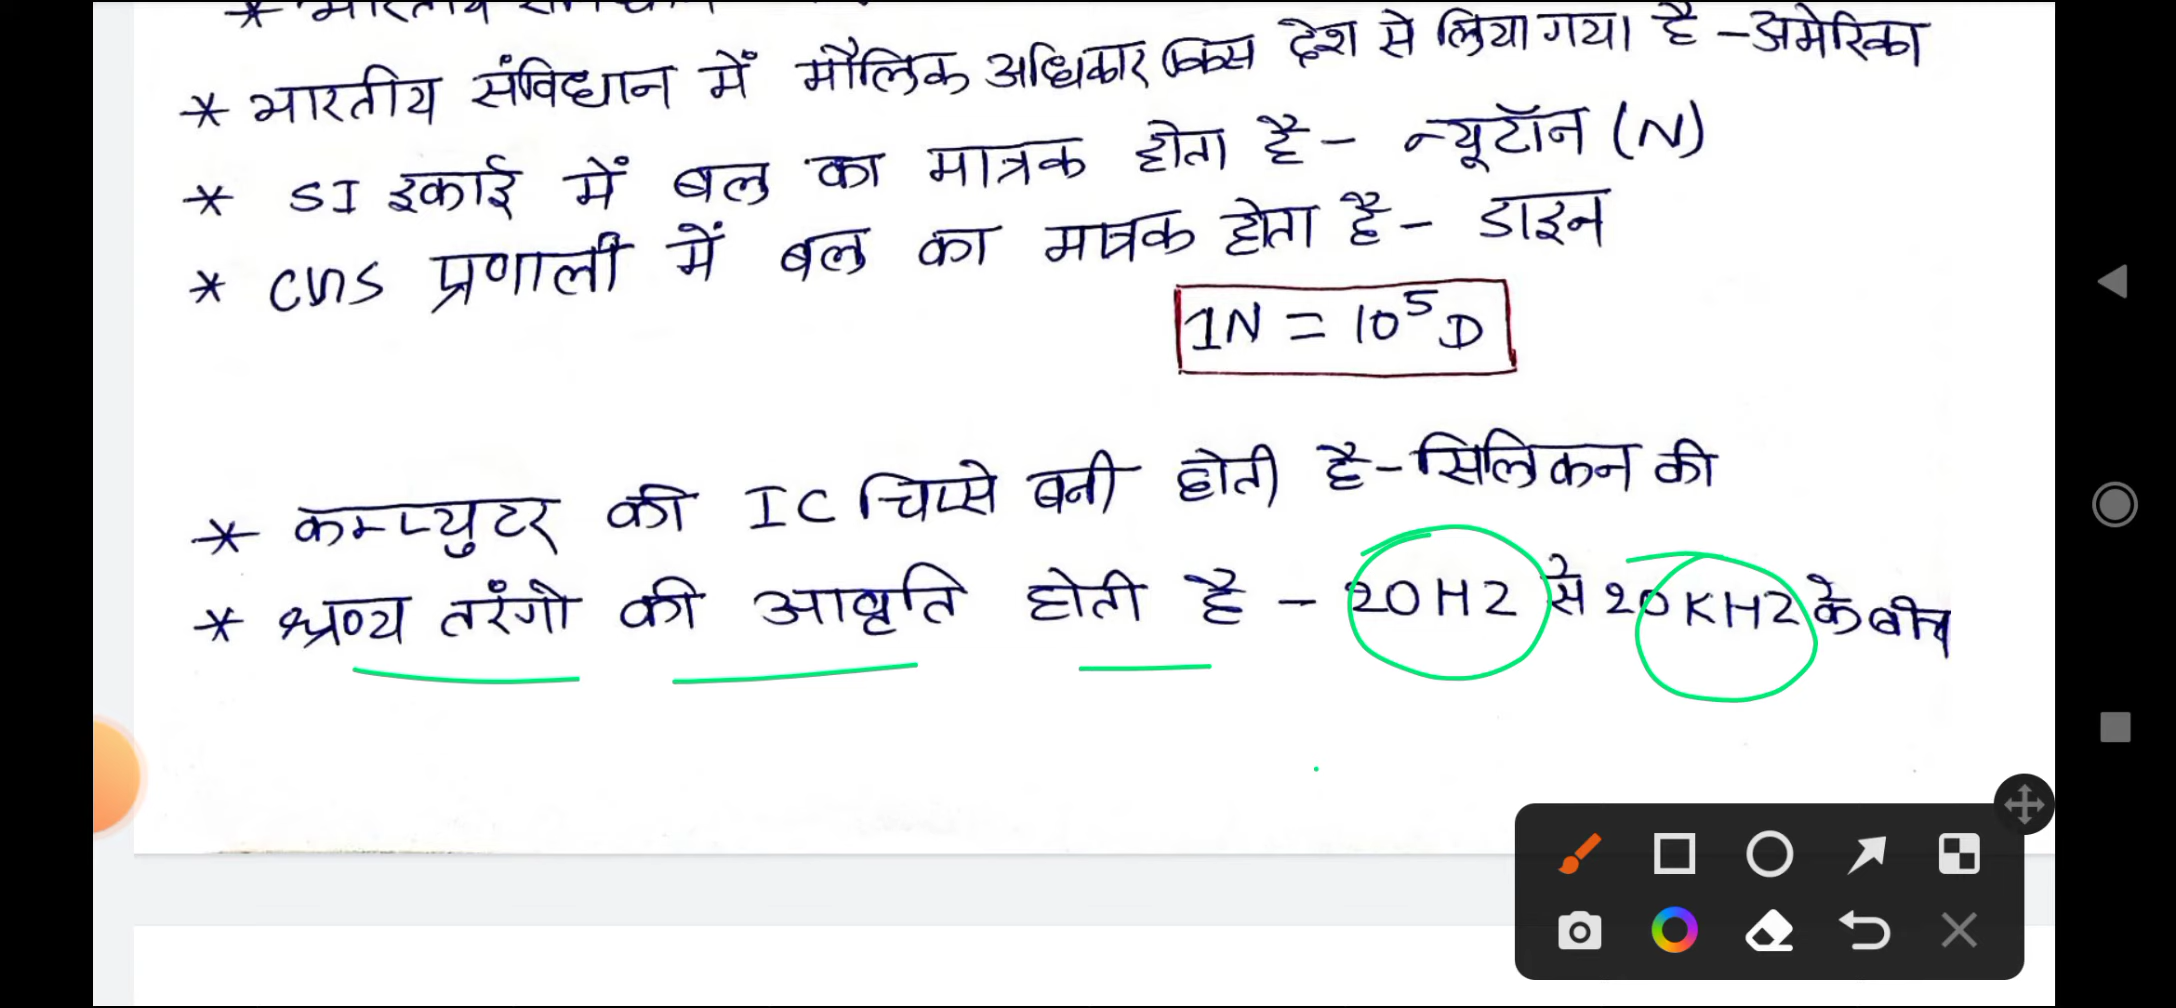 * भारतीय
* भारतीय संविधान में मौलिक अधिकार किस देश से लिया गया है - अमेरिका
* SI इकाई में बल का मात्रक होता है - न्यूटॉन (N)
* CGS प्रणाली में बल का मात्रक होता है - डाइन
1N = 10⁵D
* कम्प्युटर की IC चिप्से बनी होती है - सिलिकन की
* श्रव्य तरंगो की आवृति होती है - 20HZ से 20KHZ के बीच